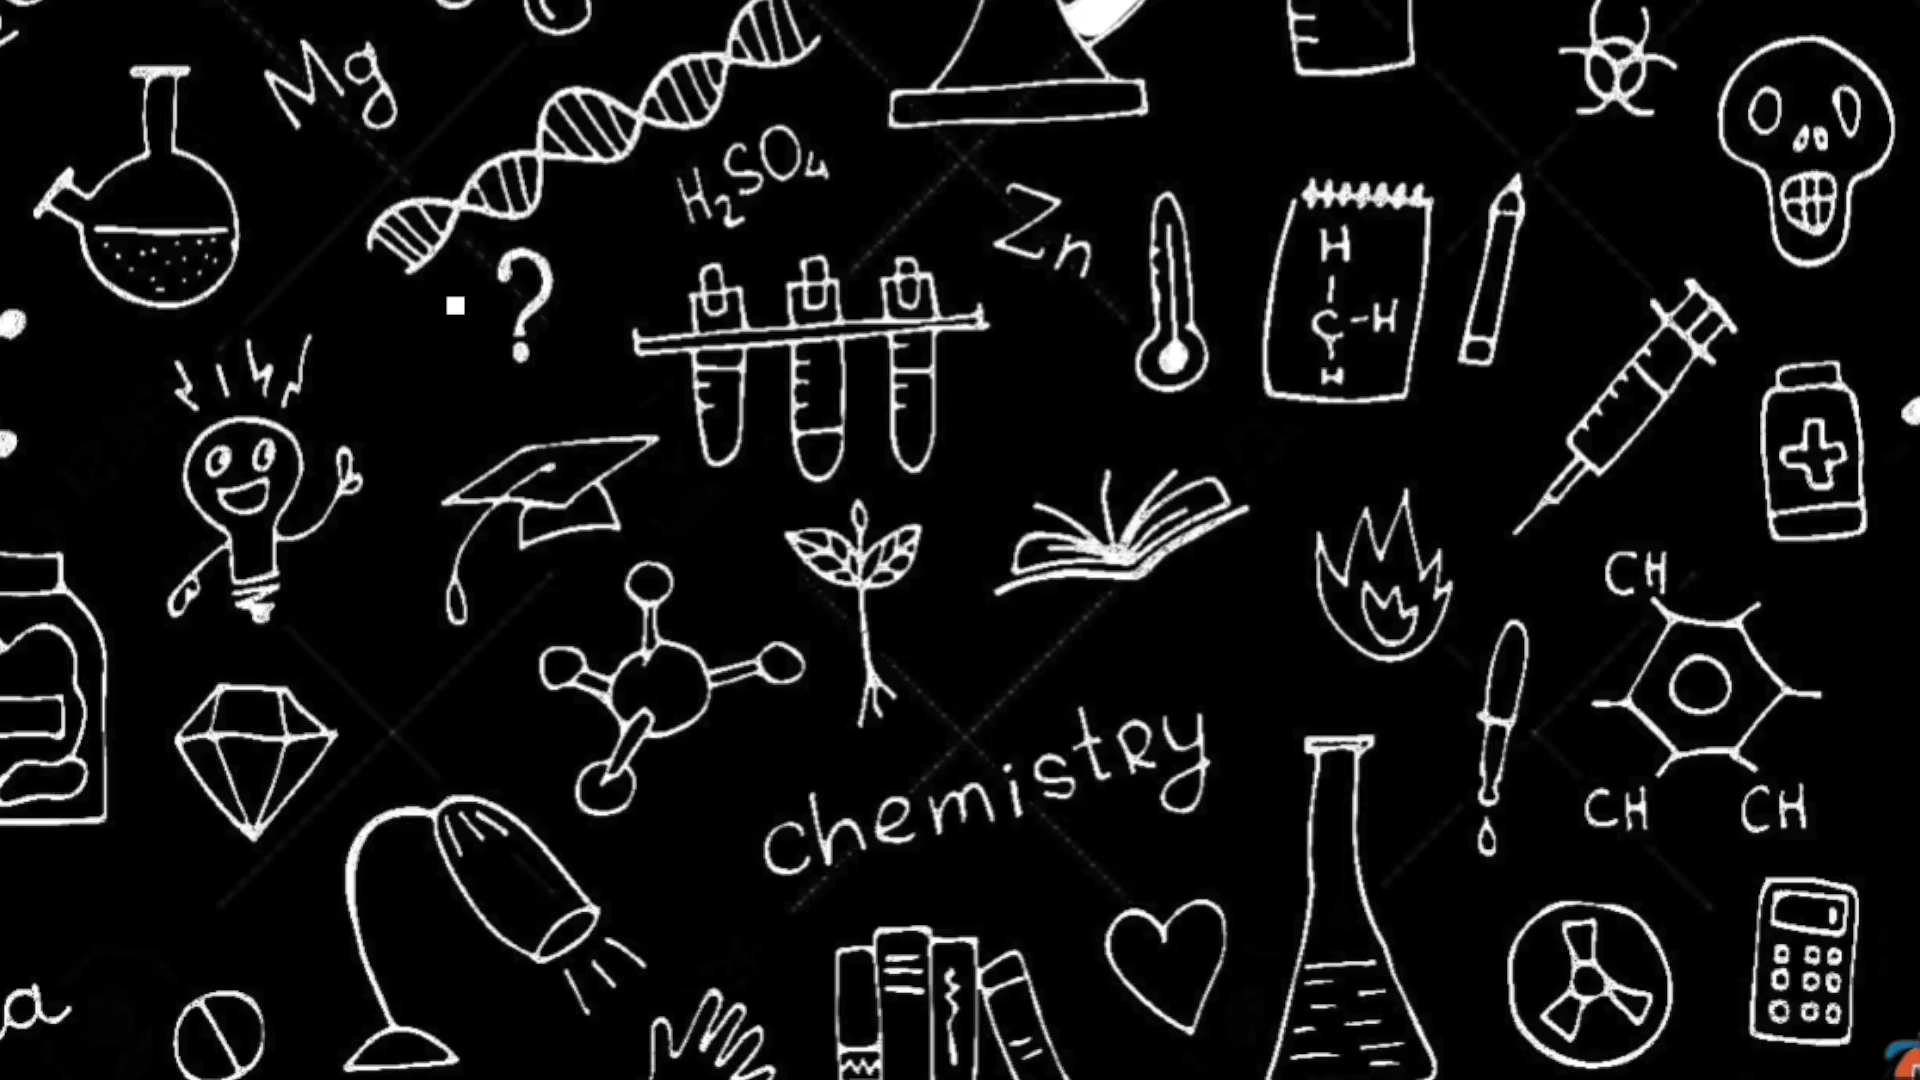 Mg
H₂SO₄
Zn
?
H
C-H
H
CH
chemistry
CH CH
a